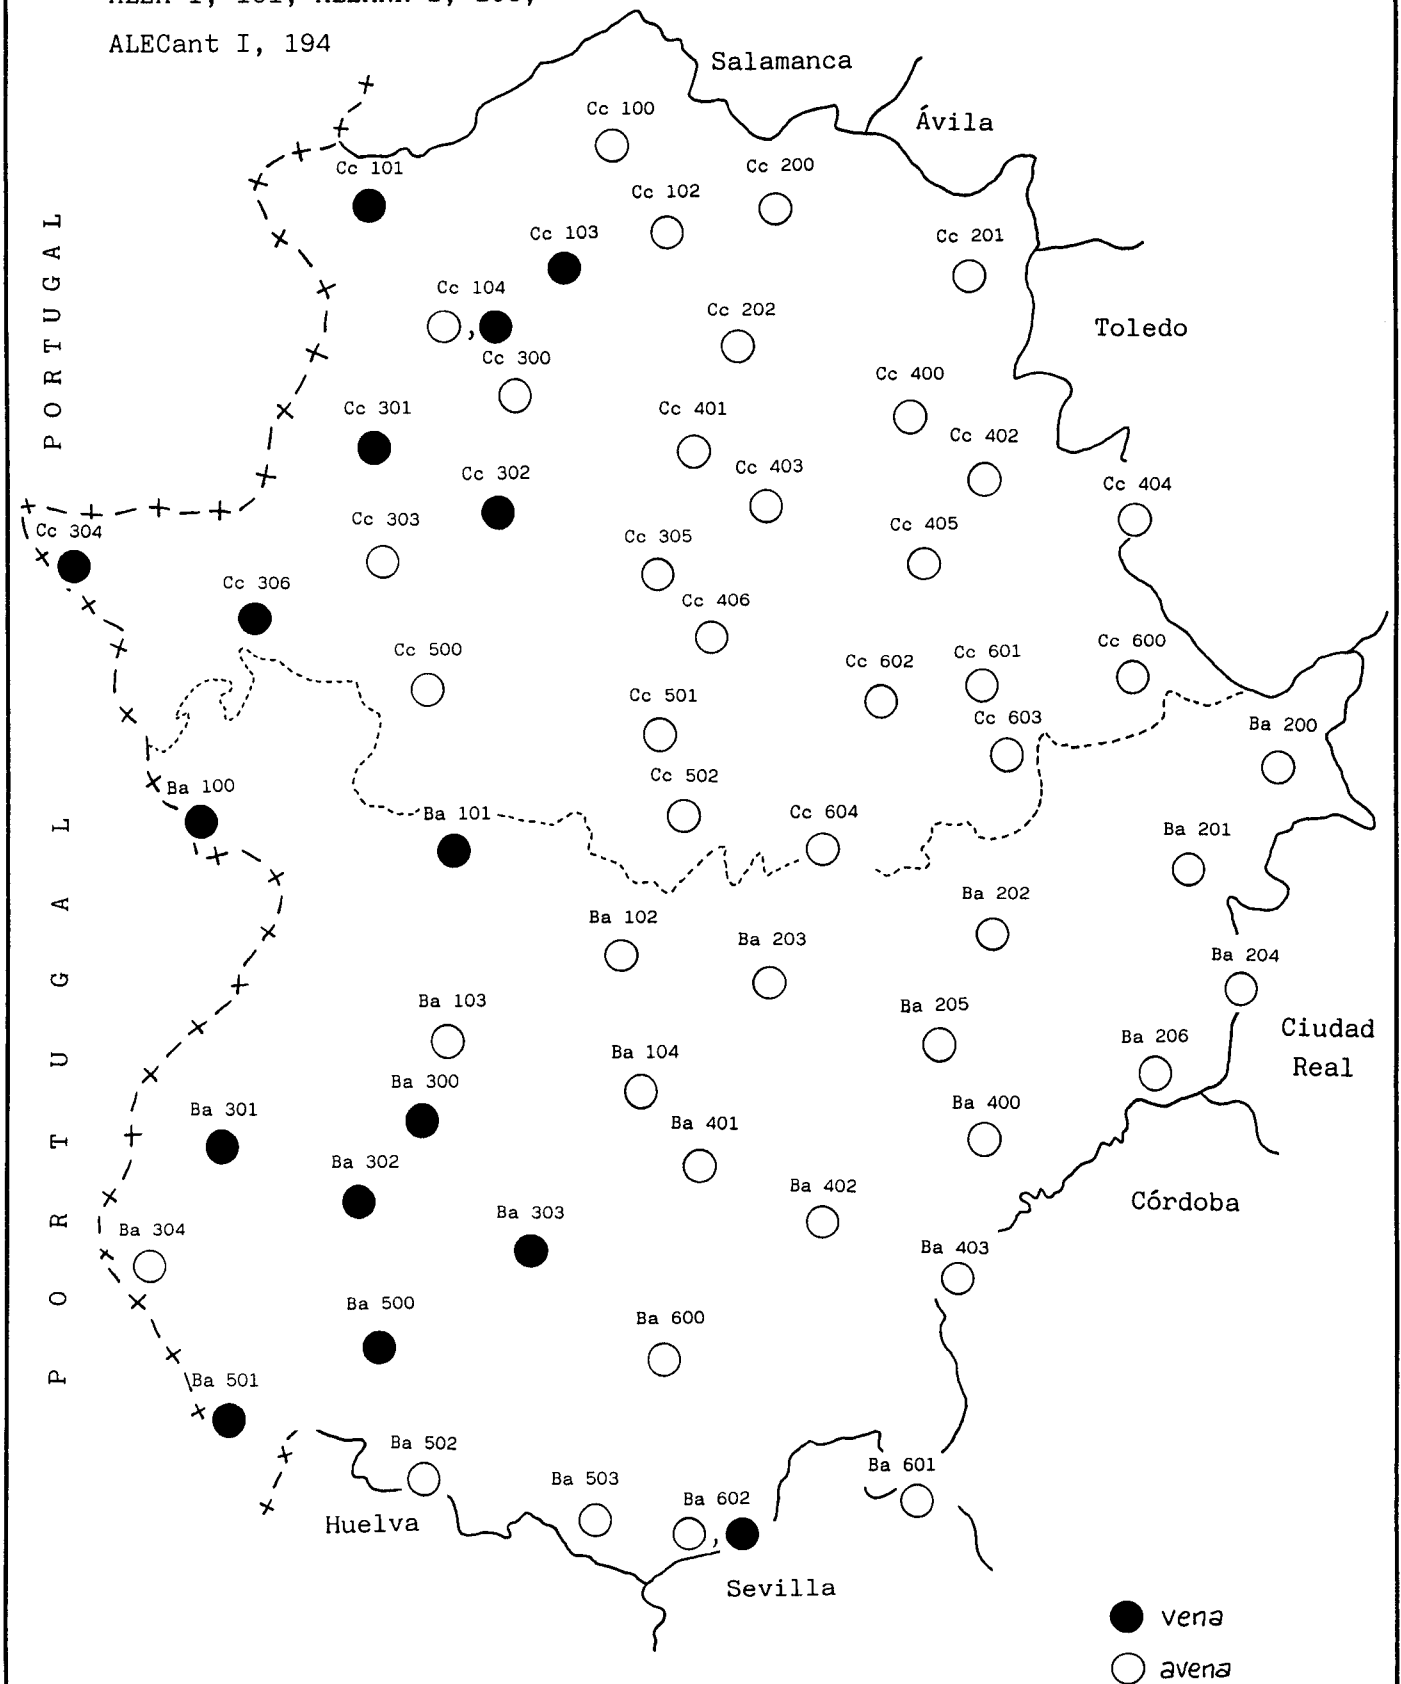 ALECant I, 194
Salamanca
Ávila
Cc 100
Cc 101
Cc 200
Cc 102
Cc 103
Cc 201
PORTUGAL
Cc 104
,
Cc 202
Toledo
Cc 300
Cc 400
Cc 301
Cc 401
Cc 402
Cc 302
Cc 403
Cc 404
Cc 303
Cc 405
Cc 304
Cc 305
Cc 306
Cc 406
Cc 500
Cc 602
Cc 601
Cc 600
Cc 501
Cc 603
Ba 200
Cc 502
Ba 100
Ba 101
Cc 604
Ba 201
PORTUGAL
Ba 202
Ba 102
Ba 203
Ba 204
Ba 103
Ba 205
Ciudad
Real
Ba 206
Ba 104
Ba 300
Ba 301
Ba 400
Ba 401
Ba 302
Ba 402
Córdoba
Ba 303
Ba 304
Ba 403
Ba 500
Ba 600
Ba 501
Ba 502
Ba 503
Ba 601
Ba 602
,
Huelva
Sevilla
vena
avena